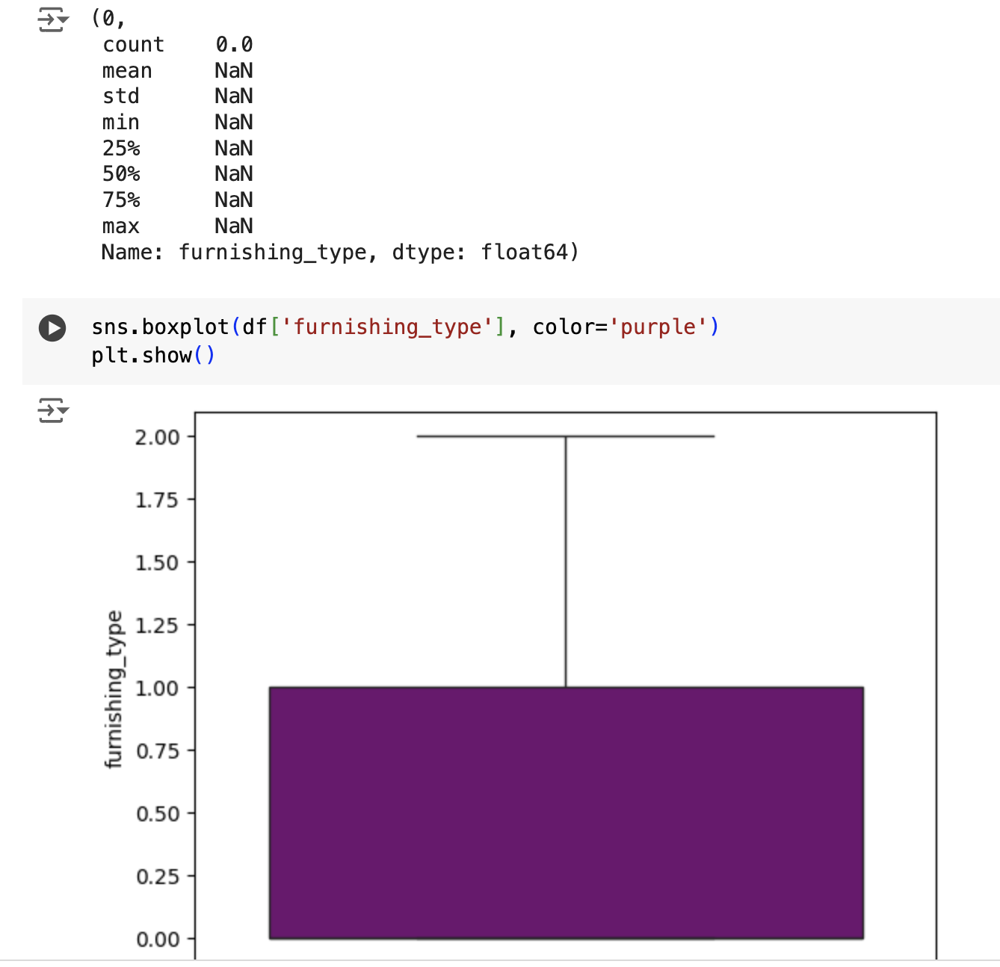 (0,
count    0.0
mean     NaN
std      NaN
min      NaN
25%      NaN
50%      NaN
75%      NaN
max      NaN
Name: furnishing_type, dtype: float64)
sns.boxplot(df['furnishing_type'], color='purple')
plt.show()
2.00
1.75
1.50
1.25
1.00
0.75
0.50
0.25
0.00
furnishing_type